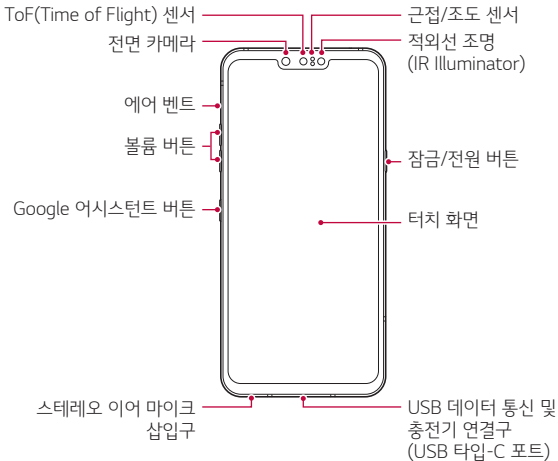 ToF(Time of Flight) 센서
전면 카메라
에어 벤트
볼륨 버튼
Google 어시스턴트 버튼
스테레오 이어 마이크
삽입구
근접/조도 센서
적외선 조명
(IR Illuminator)
잠금/전원 버튼
터치 화면
USB 데이터 통신 및
충전기 연결구
(USB 타입-C 포트)